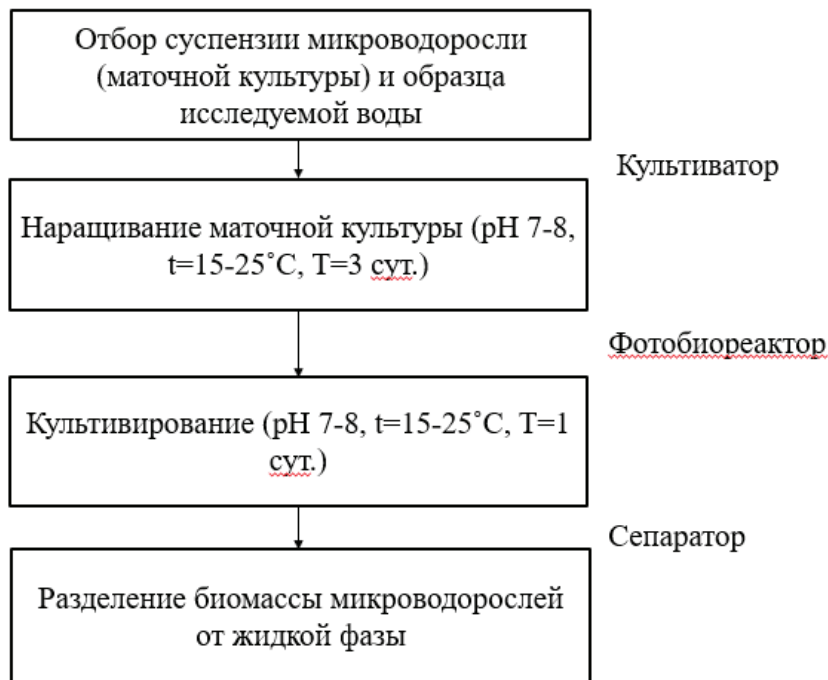 Отбор суспензии микроводоросли
(маточной культуры) и образца
исследуемой воды
Культиватор
Наращивание маточной культуры (pH 7-8,
t=15-25˚C, T=3 сут.)
Фотобиореактор
Культивирование (pH 7-8, t=15-25˚C, T=1
сут.)
Сепаратор
Разделение биомассы микроводорослей
от жидкой фазы